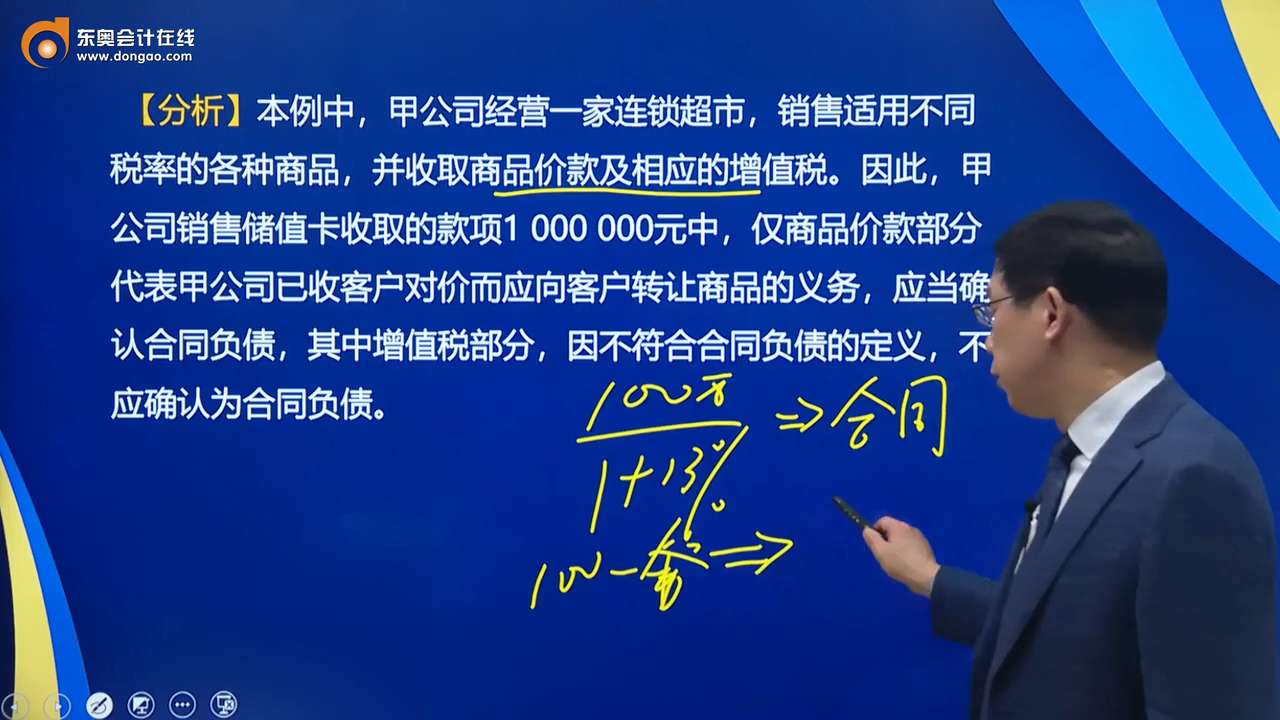 东奥会计在线
www.dongao.com
【分析】本例中，甲公司经营一家连锁超市，销售适用不同
税率的各种商品，并收取商品价款及相应的增值税。因此，甲
公司销售储值卡收取的款项1 000 000元中，仅商品价款部分
代表甲公司已收客户对价而应向客户转让商品的义务，应当确
认合同负债，其中增值税部分，因不符合合同负债的定义，不
应确认为合同负债。
100万
1+13%
⇒合同
100－ ⇒